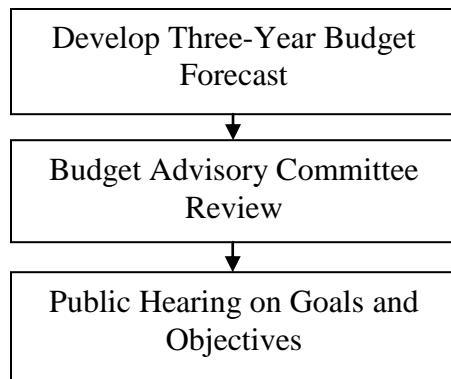 Develop Three-Year Budget
Forecast
Budget Advisory Committee
Review
Public Hearing on Goals and
Objectives